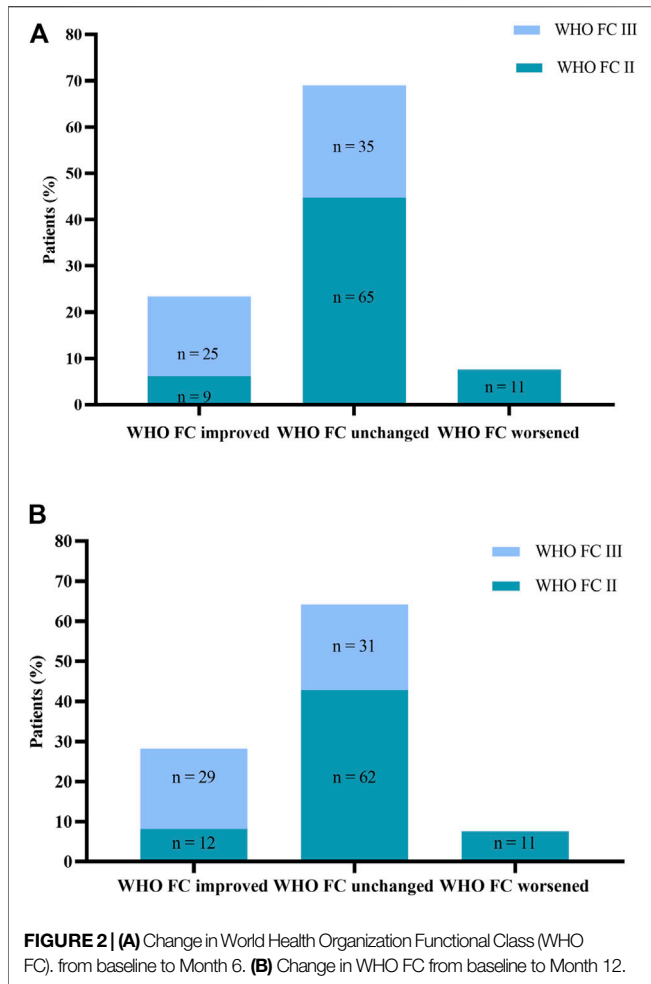 A
WHO FC III
WHO FC II
Patients (%)
80
70
60
50
40
30
20
10
0
n = 25
n = 9
n = 35
n = 65
n = 11
WHO FC improved WHO FC unchanged WHO FC worsened
B
WHO FC III
WHO FC II
Patients (%)
80
70
60
50
40
30
20
10
0
n = 29
n = 12
n = 31
n = 62
n = 11
WHO FC improved WHO FC unchanged WHO FC worsened
FIGURE 2 | (A) Change in World Health Organization Functional Class (WHO
FC). from baseline to Month 6. (B) Change in WHO FC from baseline to Month 12.